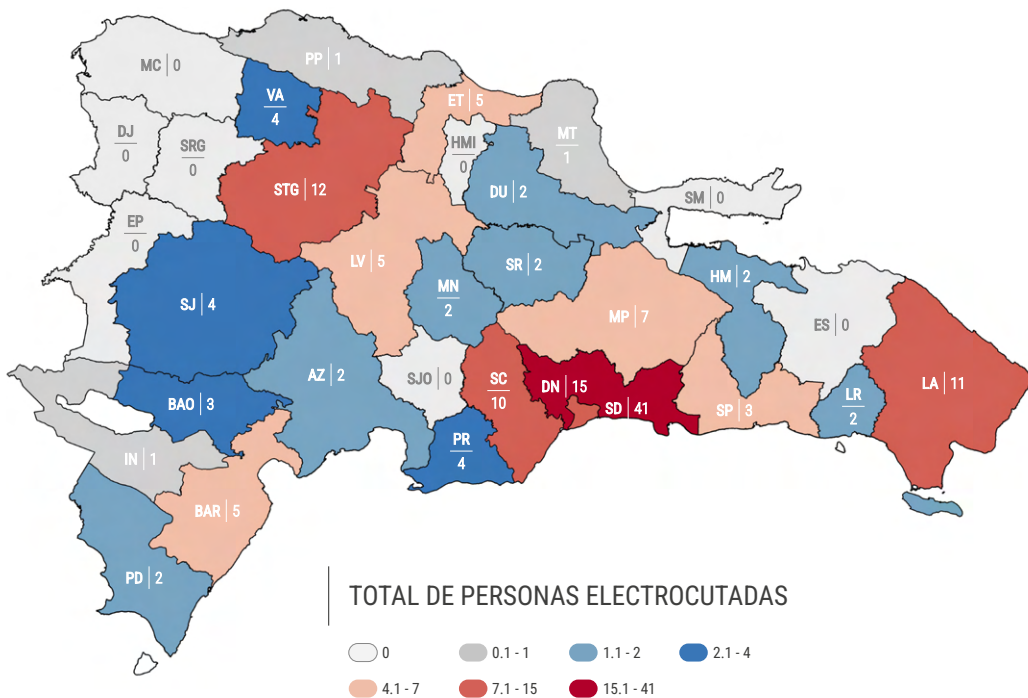 PP | 1
MC | 0
VA
4
ET | 5
DJ
0
SRG
0
HMI
0
MT
1
STG | 12
DU | 2
SM | 0
EP
0
LV | 5
SR | 2
HM | 2
MN
2
SJ | 4
MP | 7
ES | 0
AZ | 2
SJO | 0
SC
10
DN | 15
LA | 11
BAO | 3
SD | 41
SP | 3
LR
2
PR
4
IN | 1
BAR | 5
PD | 2
TOTAL DE PERSONAS ELECTROCUTADAS
0
0.1 - 1
1.1 - 2
2.1 - 4
4.1 - 7
7.1 - 15
15.1 - 41